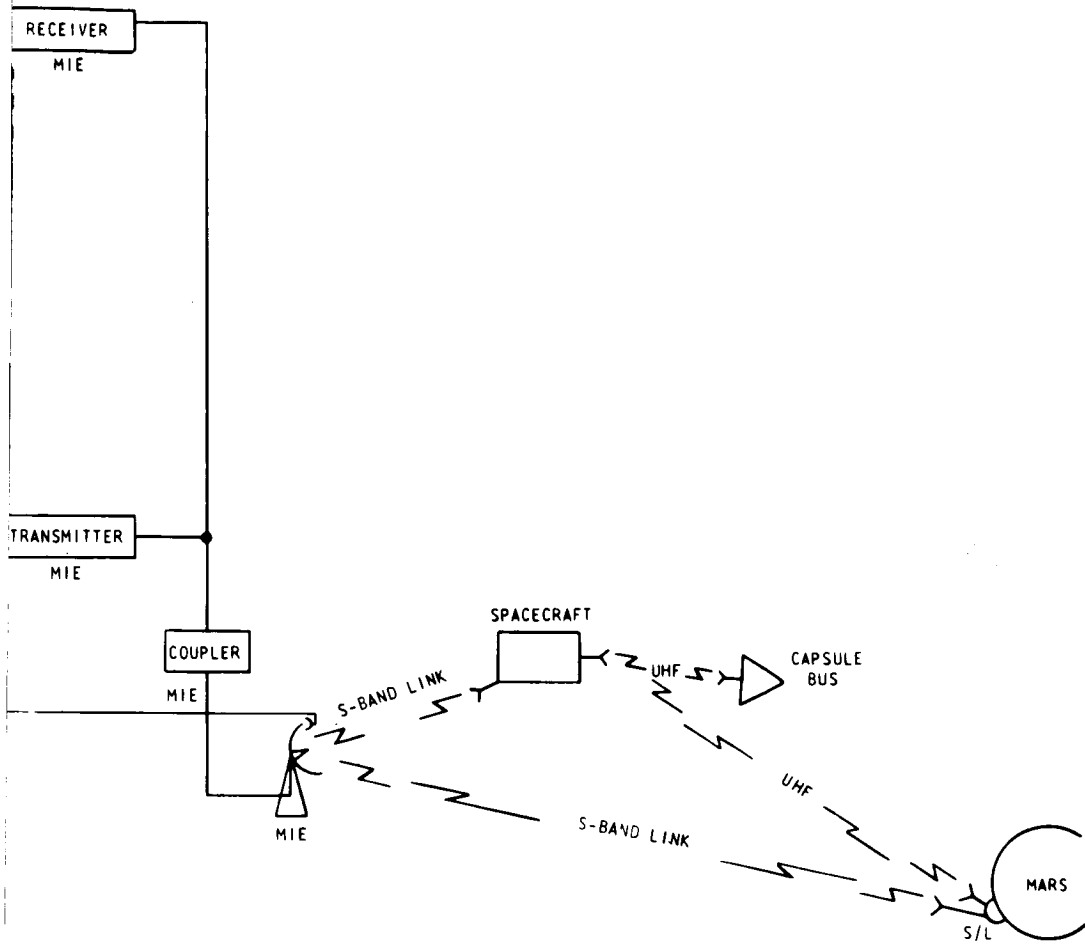 RECEIVER
MIE
TRANSMITTER
MIE
COUPLER
MIE
SPACECRAFT
UHF
CAPSULE
BUS
S-BAND LINK
UHF
MIE
S-BAND LINK
MARS
S/L